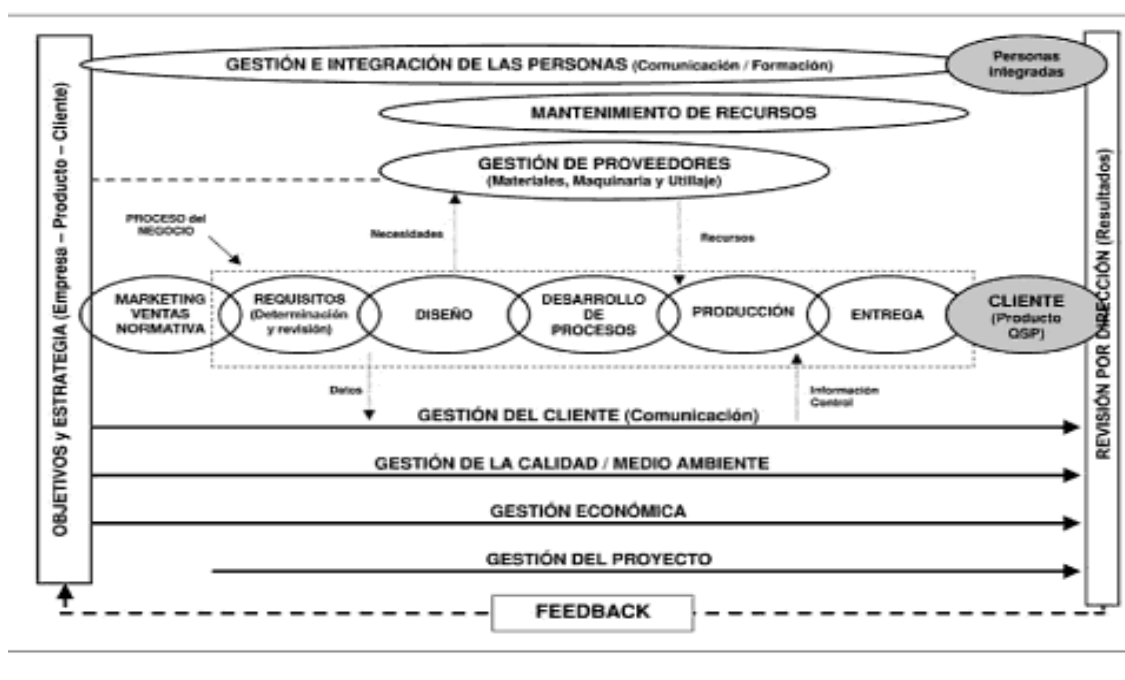 OBJETIVOS y ESTRATEGIA (Empresa – Producto – Cliente)
GESTIÓN E INTEGRACIÓN DE LAS PERSONAS (Comunicación / Formación)
Personas
Integradas
MANTENIMIENTO DE RECURSOS
GESTIÓN DE PROVEEDORES
(Materiales, Maquinaria y Utillaje)
PROCESO del
NEGOCIO
Necesidades
Recursos
MARKETING
VENTAS
NORMATIVA
REQUISITOS
(Determinación
y revisión)
DISEÑO
DESARROLLO
DE
PROCESOS
PRODUCCIÓN
ENTREGA
CLIENTE
(Producto
QSP)
Datos
Información
Control
GESTIÓN DEL CLIENTE (Comunicación)
GESTIÓN DE LA CALIDAD / MEDIO AMBIENTE
GESTIÓN ECONÓMICA
GESTIÓN DEL PROYECTO
FEEDBACK
REVISIÓN POR DIRECCIÓN (Resultados)